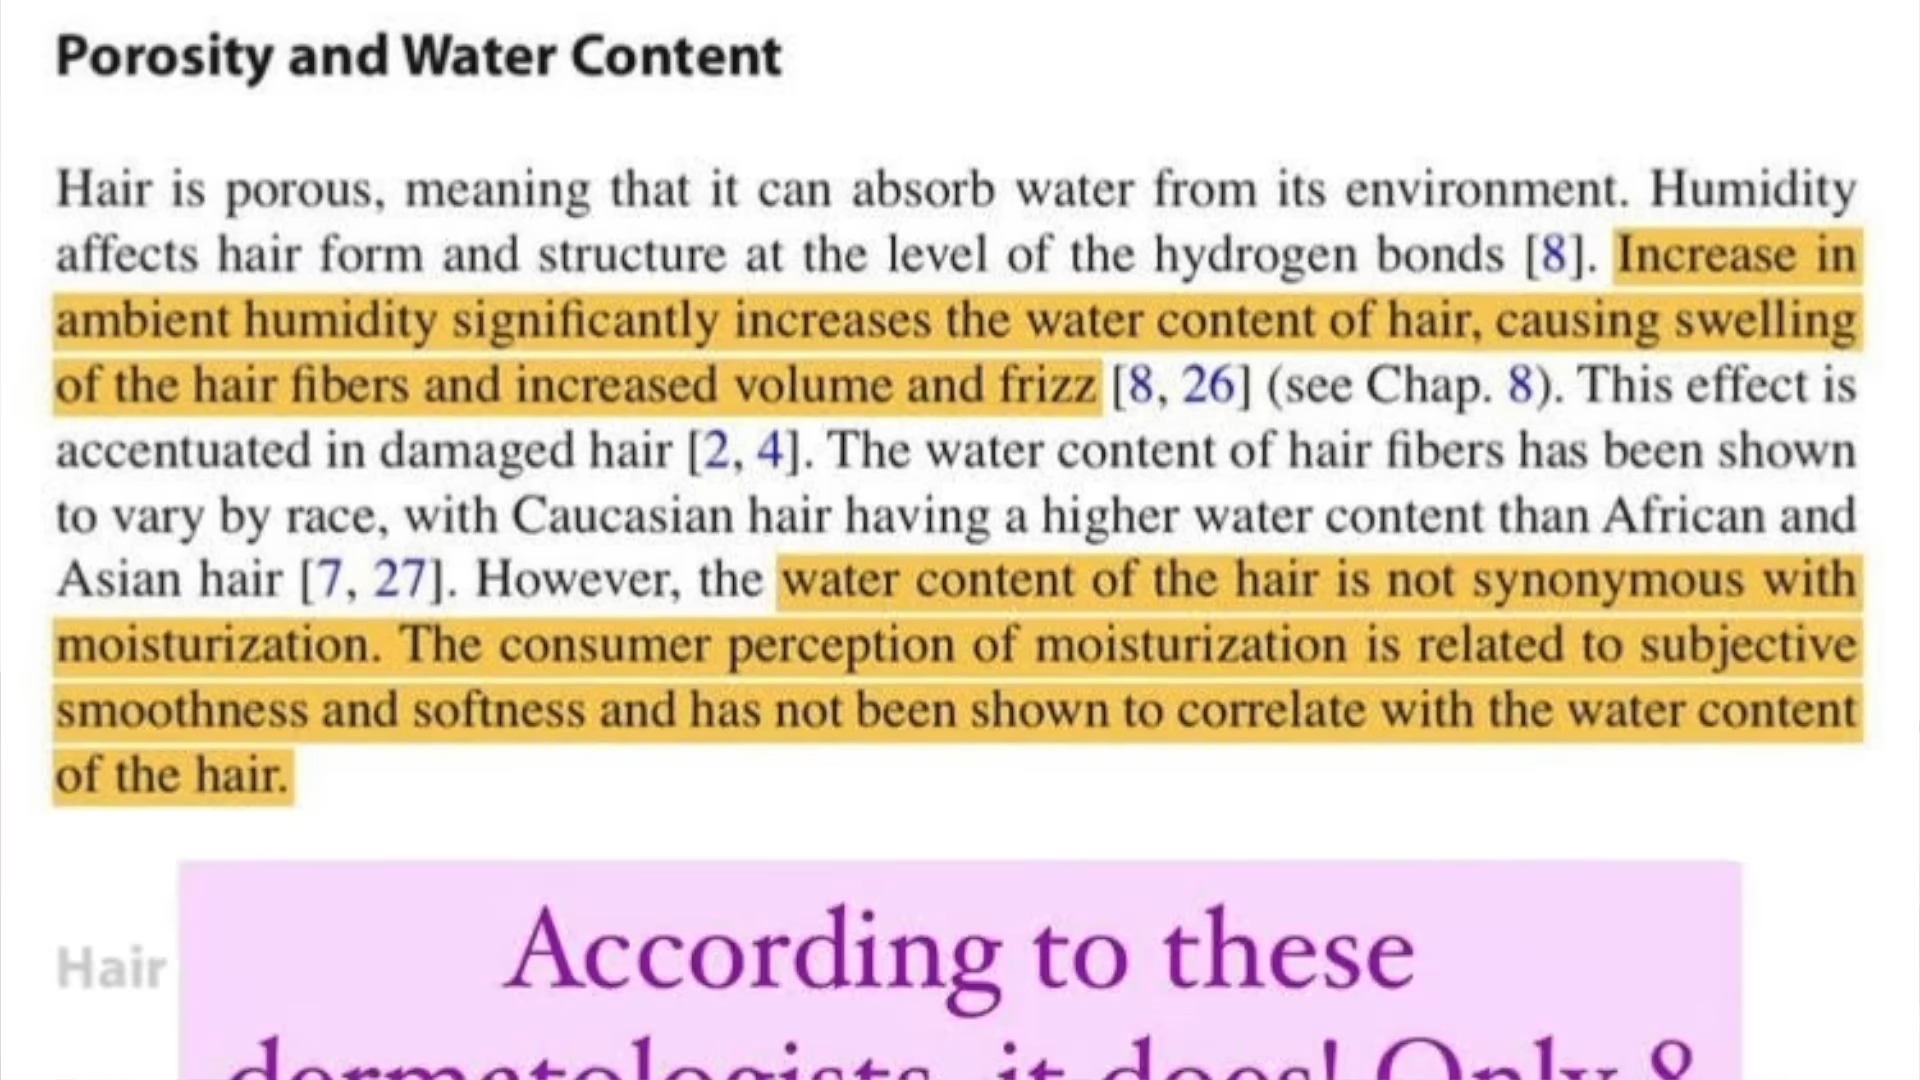 Porosity and Water Content
Hair is porous, meaning that it can absorb water from its environment. Humidity
affects hair form and structure at the level of the hydrogen bonds [8]. Increase in
ambient humidity significantly increases the water content of hair, causing swelling
of the hair fibers and increased volume and frizz [8, 26] (see Chap. 8). This effect is
accentuated in damaged hair [2, 4]. The water content of hair fibers has been shown
to vary by race, with Caucasian hair having a higher water content than African and
Asian hair [7, 27]. However, the water content of the hair is not synonymous with
moisturization. The consumer perception of moisturization is related to subjective
smoothness and softness and has not been shown to correlate with the water content
of the hair.
Hair
According to these
dermatologists, it does! Only 8